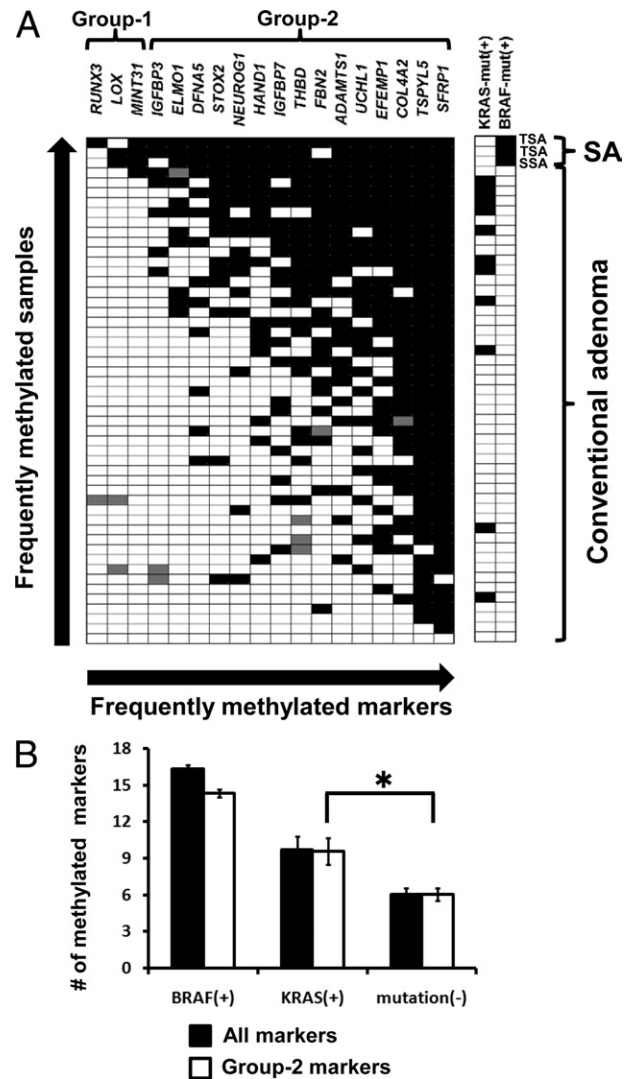 A
Group-1
Group-2
RUNX3
LOX
MINT31
IGFBP3
ELMO1
DFNA5
STOX2
NEUROG1
HAND1
IGFBP7
THBD
FBN2
ADAMTS1
UCHL1
EFEMP1
COL4A2
TSPYL5
SFRP1
KRAS-mut(+)
BRAF-mut(+)
TSA
TSA
SSA
SA
Conventional adenoma
Frequently methylated samples
Frequently methylated markers
B
# of methylated markers
18
15
12
9
6
3
0
*
BRAF(+)
KRAS(+)
mutation(-)
All markers
Group-2 markers